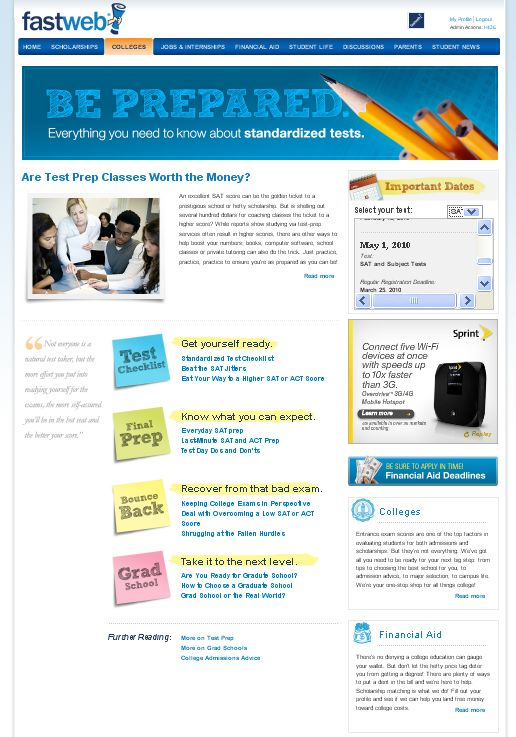 fastweb
My Profile | Logout
Admin Actions: HIDE
HOME
SCHOLARSHIPS
COLLEGES
JOBS & INTERNSHIPS
FINANCIAL AID
STUDENT LIFE
DISCUSSIONS
PARENTS
STUDENT NEWS
BE PREPARED.
Everything you need to know about standardized tests.
Are Test Prep Classes Worth the Money?
An excellent SAT score can be the golden ticket to a
prestigious school or hefty scholarship. But is shelling out
several hundred dollars for coaching classes the ticket to a
higher score? While reports show studying via test-prep
services often result in higher scores, there are other ways to
help boost your numbers; books, computer software, school
classes or private tutoring can also do the trick. Just practice,
practice, practice to ensure you're as prepared as you can be!
Read more
Important Dates
Select your test:
SAT
May 1, 2010
Test:
SAT and Subject Tests
Regular Registration Deadline:
March 25, 2010
"Not everyone is a
natural test taker, but the
more effort you put into
readying yourself for the
exams, the more self-assured
you'll be in the hot seat and
the better your score."
Test Checklist
Get yourself ready.
Standardized Test Checklist
Beat the SAT Jitters
Eat Your Way to a Higher SAT or ACT Score
Final Prep
Know what you can expect.
Everyday SAT prep
Last Minute SAT and ACT Prep
Test Day Dos and Don'ts
Bounce Back
Recover from that bad exam.
Keeping College Exams in Perspective
Deal with Overcoming a Low SAT or ACT
Score
Shrugging at the Fallen Hurdles
Grad School
Take it to the next level.
Are You Ready for Gradute School?
How to Choose a Graduate School
Grad School or the Real World?
Further Reading:
More on Test Prep
More on Grad Schools
College Admissions Advice
Sprint
Connect five Wi-Fi
devices at once
with speeds up
to 10x faster
than 3G.
Overdrive™ 3G/4G
Mobile Hotspot
Learn more
Replay
BE SURE TO APPLY IN TIME!
Financial Aid Deadlines
Colleges
Entrance exam scores are one of the top factors in
evaluating students for both admissions and
scholarships. But they're not everything. We've got
all you need to be ready for your next big step: from
tips to choosing the best school for you, to
admission advice, to major selection, to campus life.
We're your one-stop shop for all things college!
Read more
Financial Aid
There's no denying a college education can gauge
your wallet. But don't let the hefty price tag deter
you from getting a degree! There are plenty of ways
to put a dent in the bill and we're here to help.
Scholarship matching is what we do! Fill out your
profile and see if we can help you land free money
toward college costs.
Read more